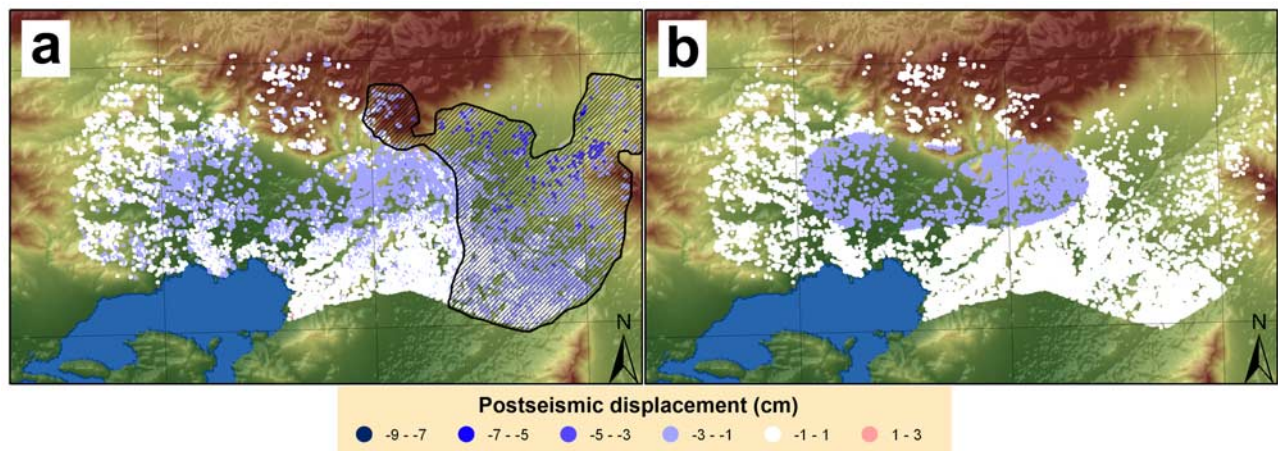 a
b
N
N
Postseismic displacement (cm)
-9 - -7
-7 - -5
-5 - -3
-3 - -1
-1 - 1
1 - 3